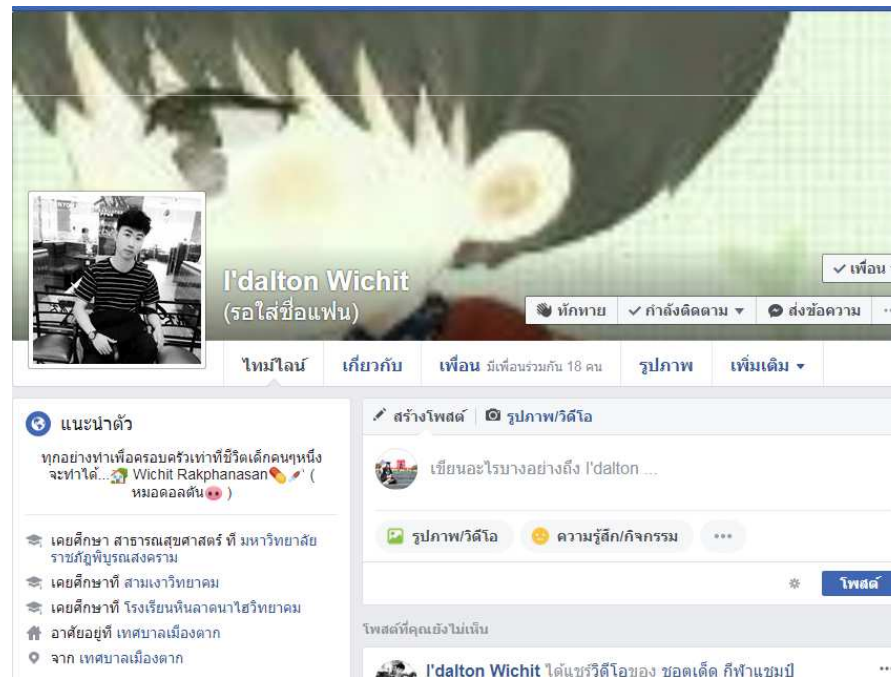 I'dalton Wichit
(รอใส่ชื่อแฟน)
เพื่อน
ทักทาย
กำลังติดตาม
ส่งข้อความ
ไทม์ไลน์
เกี่ยวกับ
เพื่อน มีเพื่อนร่วมกัน 18 คน
รูปภาพ
เพิ่มเติม
แนะนำตัว
ทุกอย่างทำเพื่อครอบครัวเท่าที่ชีวิตเด็กคนๆหนึ่ง
จะทำได้... Wichit Rakphanasan (
หมอดอลตัน )
เคยศึกษา สาธารณสุขศาสตร์ ที่ มหาวิทยาลัย
ราชภัฏพิบูรณสงคราม
เคยศึกษาที่ สามเงาวิทยาคม
เคยศึกษาที่ โรงเรียนหินลาดนาไฮวิทยาคม
อาศัยอยู่ที่ เทศบาลเมืองตาก
จาก เทศบาลเมืองตาก
สร้างโพสต์
รูปภาพ/วิดีโอ
เขียนอะไรบางอย่างถึง I'dalton ...
รูปภาพ/วิดีโอ
ความรู้สึก/กิจกรรม
โพสต์
โพสต์ที่คุณยังไม่เห็น
I'dalton Wichit ได้แชร์วิดีโอของ ชอตเด็ด กีฬาแชมป์